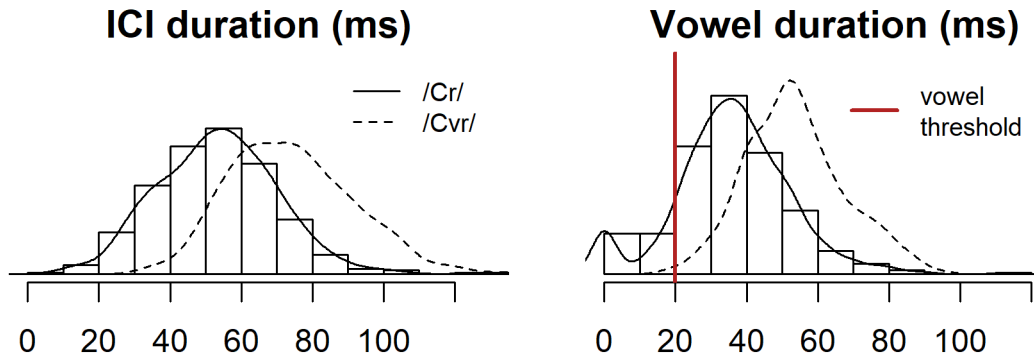 ICI duration (ms)
/Cr/
/Cvr/
0 20 40 60 80 100
Vowel duration (ms)
vowel
threshold
0 20 40 60 80 100